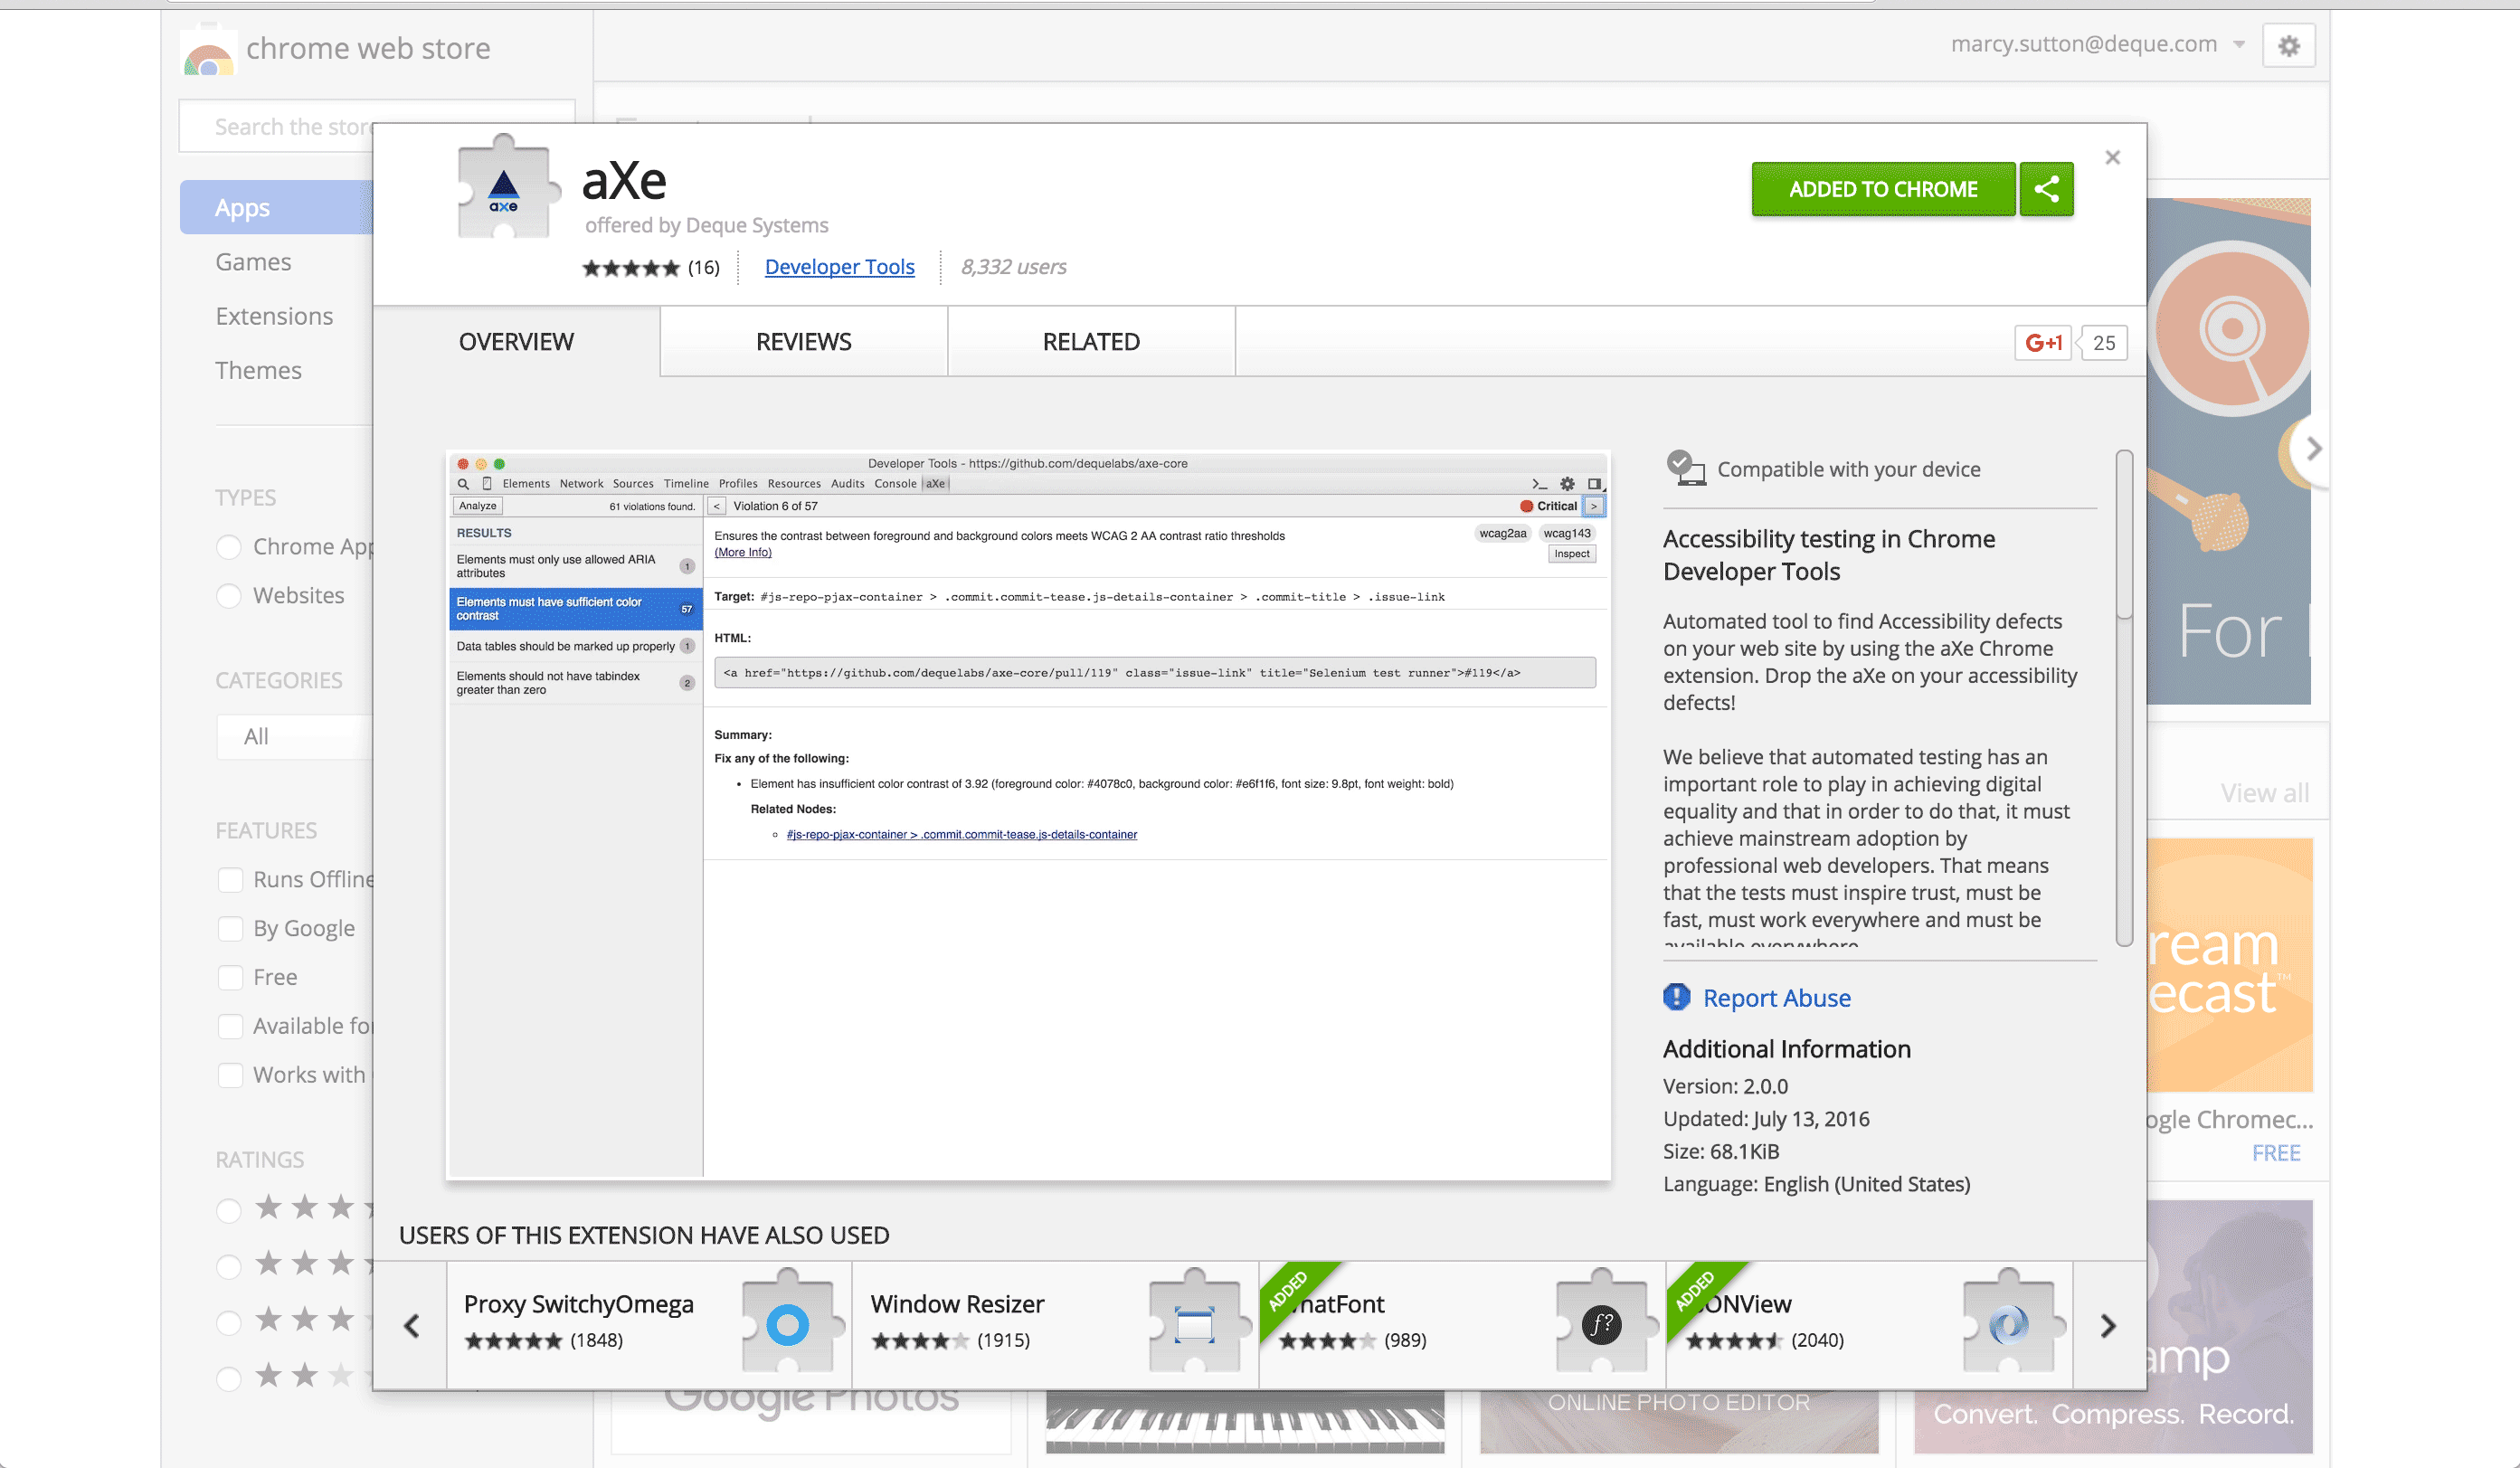 chrome web store
marcy.sutton@deque.com
Search the store
Apps
Games
Extensions
Themes
TYPES
Chrome App
Websites
CATEGORIES
All
FEATURES
Runs Offline
By Google
Free
Available for
Works with
RATINGS
axe
aXe
offered by Deque Systems
(16)
Developer Tools
8,332 users
ADDED TO CHROME
×
OVERVIEW
REVIEWS
RELATED
G+1
25
Developer Tools - https://github.com/dequelabs/axe-core
Elements Network Sources Timeline Profiles Resources Audits Console aXe
Analyze
61 violations found.
<
Violation 6 of 57
Critical
>
RESULTS
Elements must only use allowed ARIA
attributes
1
Elements must have sufficient color
contrast
57
Data tables should be marked up properly
1
Elements should not have tabindex
greater than zero
2
Ensures the contrast between foreground and background colors meets WCAG 2 AA contrast ratio thresholds
(More Info)
wcag2aa
wcag143
Inspect
Target: #js-repo-pjax-container > .commit.commit-tease.js-details-container > .commit-title > .issue-link
HTML:
<a href="https://github.com/dequelabs/axe-core/pull/119" class="issue-link" title="Selenium test runner">#119</a>
Summary:
Fix any of the following:
Element has insufficient color contrast of 3.92 (foreground color: #4078c0, background color: #e6f1f6, font size: 9.8pt, font weight: bold)
Related Nodes:
#js-repo-pjax-container > .commit.commit-tease.js-details-container
Compatible with your device
Accessibility testing in Chrome
Developer Tools
Automated tool to find Accessibility defects
on your web site by using the aXe Chrome
extension. Drop the aXe on your accessibility
defects!
We believe that automated testing has an
important role to play in achieving digital
equality and that in order to do that, it must
achieve mainstream adoption by
professional web developers. That means
that the tests must inspire trust, must be
fast, must work everywhere and must be
available everywhere.
Report Abuse
Additional Information
Version: 2.0.0
Updated: July 13, 2016
Size: 68.1KiB
Language: English (United States)
USERS OF THIS EXTENSION HAVE ALSO USED
Proxy SwitchyOmega
(1848)
Window Resizer
(1915)
ADDED
hatFont
(989)
f?
ADDED
ONView
(2040)
For
View all
ream
ecast™
ogle Chromec...
FREE
amp
Convert. Compress. Record.
Google Photos
ONLINE PHOTO EDITOR